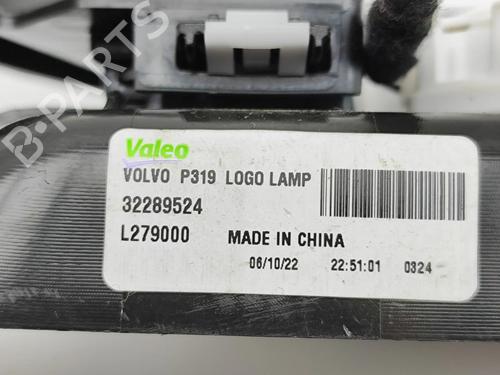 B-PARTS
Valeo
VOLVO P319 LOGO LAMP
32289524
L279000 MADE IN CHINA
06/10/22 22:51:01 0324